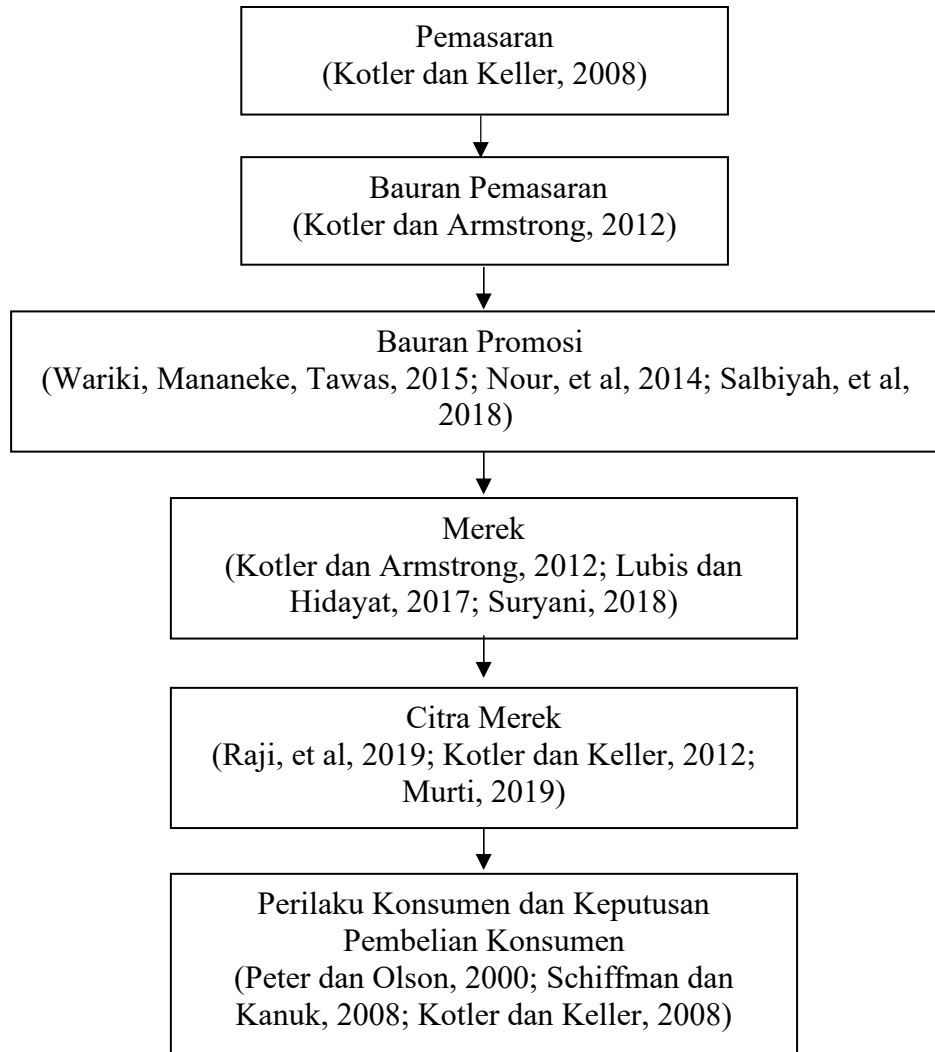 Pemasaran
(Kotler dan Keller, 2008)
Bauran Pemasaran
(Kotler dan Armstrong, 2012)
Bauran Promosi
(Wariki, Mananeke, Tawas, 2015; Nour, et al, 2014; Salbiyah, et al,
2018)
Merek
(Kotler dan Armstrong, 2012; Lubis dan
Hidayat, 2017; Suryani, 2018)
Citra Merek
(Raji, et al, 2019; Kotler dan Keller, 2012;
Murti, 2019)
Perilaku Konsumen dan Keputusan
Pembelian Konsumen
(Peter dan Olson, 2000; Schiffman dan
Kanuk, 2008; Kotler dan Keller, 2008)